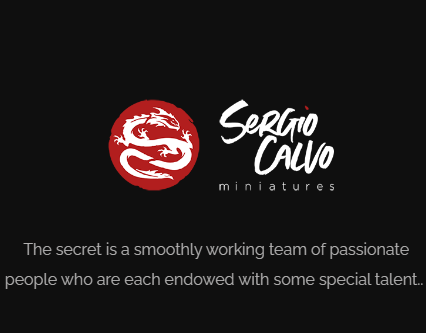 SERGIO
CALVO
miniatures
The secret is a smoothly working team of passionate
people who are each endowed with some special talent..